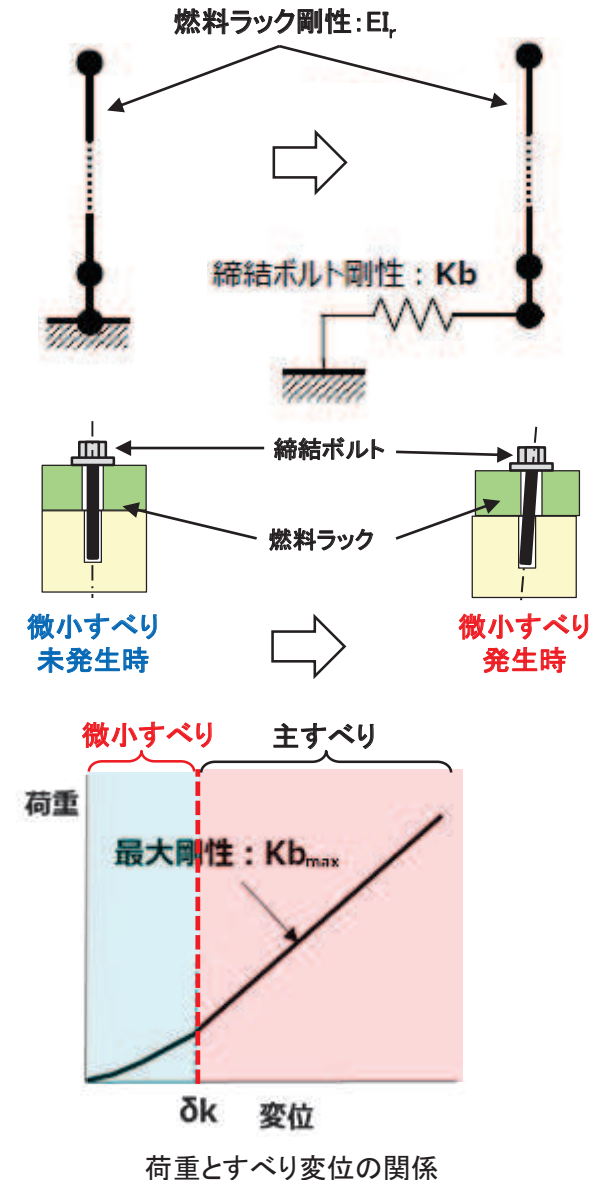 燃料ラック剛性：EIr
締結ボルト剛性：Kb
締結ボルト
燃料ラック
微小すべり
未発生時
微小すべり
発生時
微小すべり
主すべり
荷重
最大剛性：Kbmax
δk
変位
荷重とすべり変位の関係